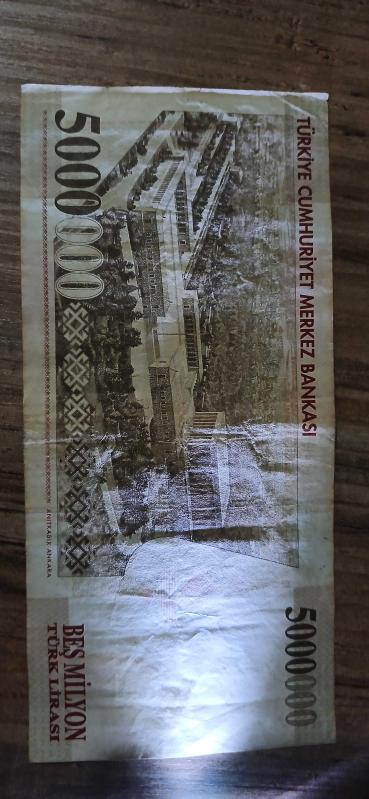 TÜRKİYE CUMHURİYET MERKEZ BANKASI
5000000
5000000
ANITKABİR ANKARA
BEŞ MİLYON
TÜRK LİRASI